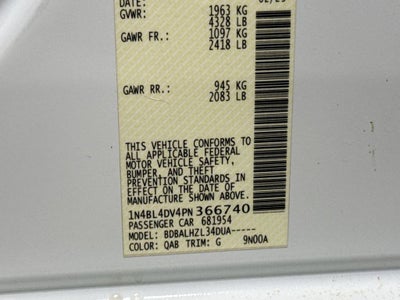 DATE: 02/23
GVWR: 1963 KG
4328 LB
GAWR FR.: 1097 KG
2418 LB
GAWR RR.: 945 KG
2083 LB
THIS VEHICLE CONFORMS TO
ALL APPLICABLE FEDERAL
MOTOR VEHICLE SAFETY,
BUMPER, AND THEFT
PREVENTION STANDARDS
IN EFFECT ON THE DATE
OF MANUFACTURE SHOWN
ABOVE.
1N4BL4DV4PN366740
PASSENGER CAR 681954
MODEL: BDBALHZL34DUA-----
COLOR: QAB TRIM: G 9N00A